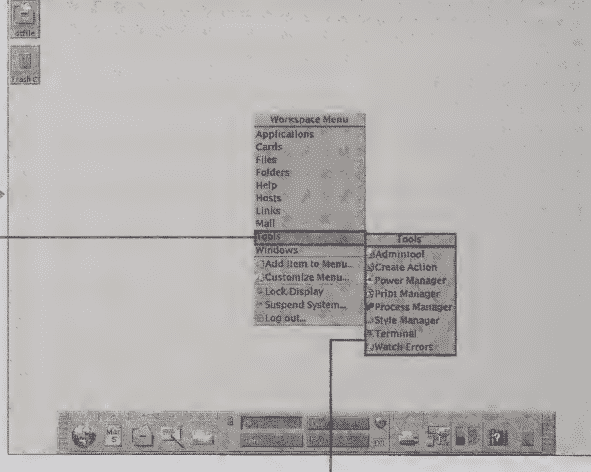 Workspace Menu
Applications
Cards
Files
Folders
Help
Hosts
Links
Mail
Tools
Windows
Add Item to Menu...
Customize Menu...
Lock Display
Suspend System...
Log out...
Tools
Admintool
Create Action
Power Manager
Print Manager
Process Manager
Style Manager
Terminal
Watch Errors